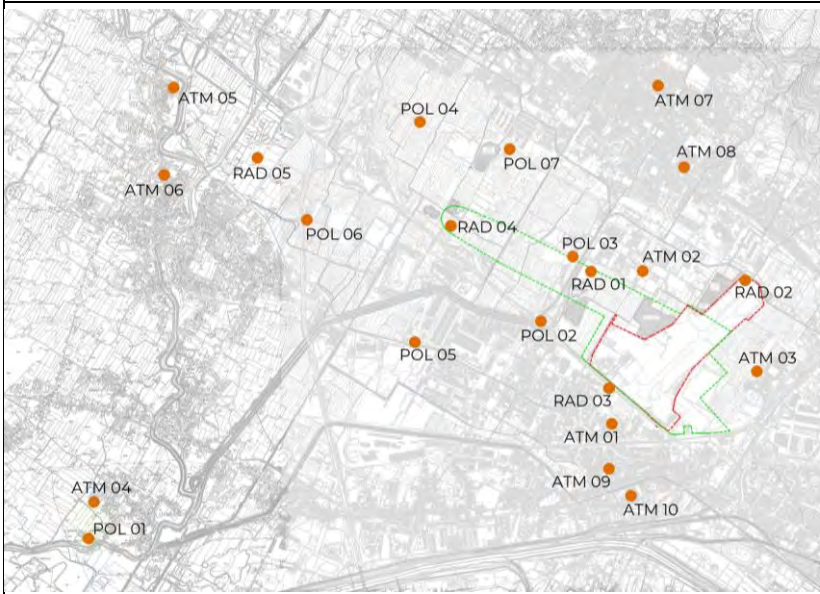 ATM 05
ATM 07
POL 04
POL 07
ATM 08
RAD 05
ATM 06
POL 06
RAD 04
POL 03
ATM 02
RAD 01
RAD 02
POL 02
POL 05
ATM 03
RAD 03
ATM 01
ATM 09
ATM 10
ATM 04
POL 01